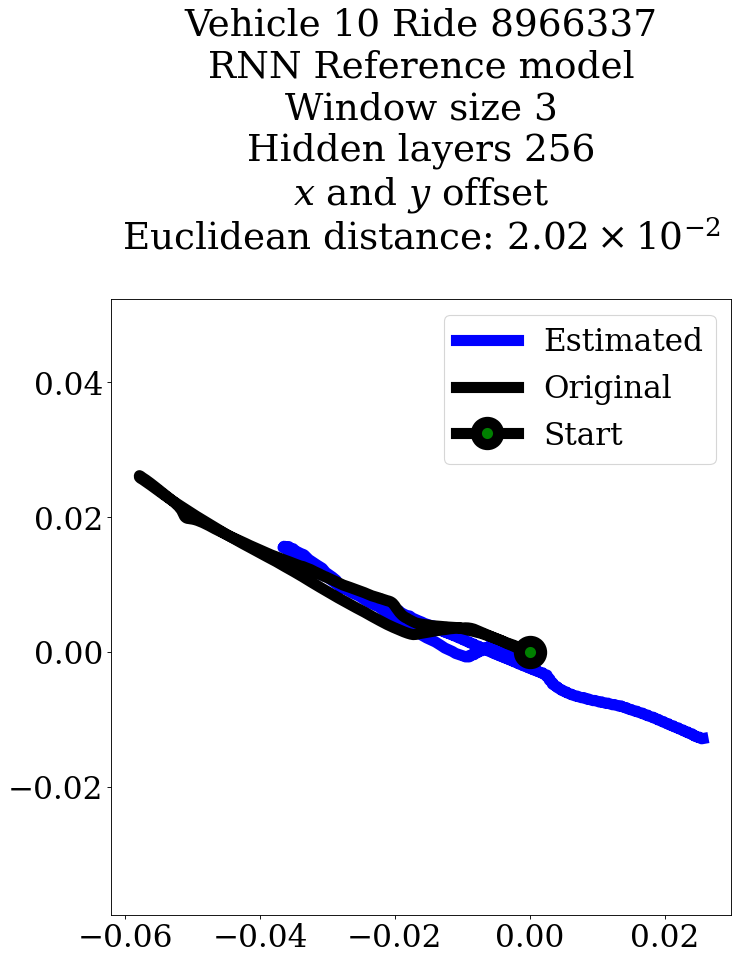 Vehicle 10 Ride 8966337
RNN Reference model
Window size 3
Hidden layers 256
x and y offset
Euclidean distance: 2.02 × 10⁻²
Estimated
Original
Start
0.04
0.02
0.00
−0.02
−0.06 −0.04 −0.02 0.00 0.02